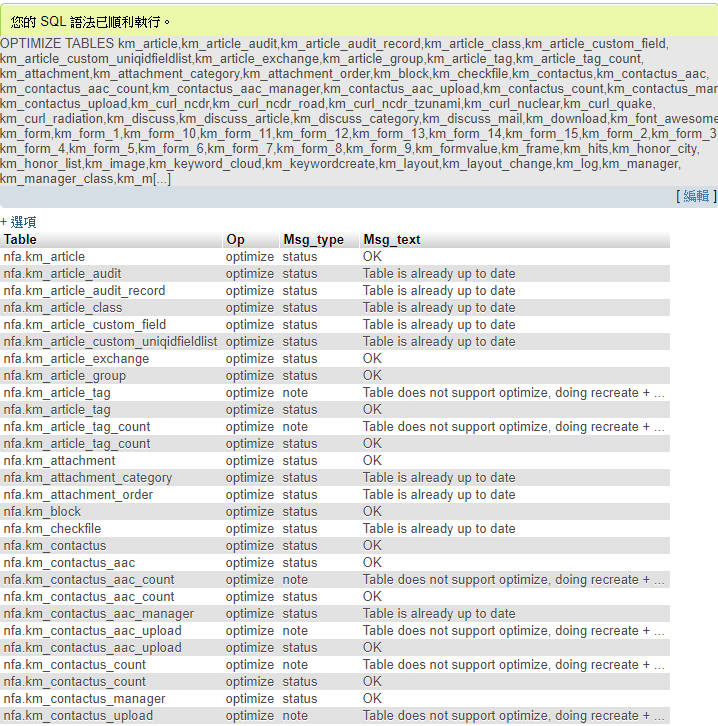 您的 SQL 語法已順利執行。
OPTIMIZE TABLES km_article,km_article_audit,km_article_audit_record,km_article_class,km_article_custom_field,
km_article_custom_uniqidfieldlist,km_article_exchange,km_article_group,km_article_tag,km_article_tag_count,
km_attachment,km_attachment_category,km_attachment_order,km_block,km_checkfile,km_contactus,km_contactus_aac,
km_contactus_aac_count,km_contactus_aac_manager,km_contactus_aac_upload,km_contactus_count,km_contactus_mar
km_contactus_upload,km_curl_ncdr,km_curl_ncdr_road,km_curl_ncdr_tzunami,km_curl_nuclear,km_curl_quake,
km_curl_radiation,km_discuss,km_discuss_article,km_discuss_category,km_discuss_mail,km_download,km_font_awesome
km_form,km_form_1,km_form_10,km_form_11,km_form_12,km_form_13,km_form_14,km_form_15,km_form_2,km_form_3
km_form_4,km_form_5,km_form_6,km_form_7,km_form_8,km_form_9,km_formvalue,km_frame,km_hits,km_honor_city,
km_honor_list,km_image,km_keyword_cloud,km_keywordcreate,km_layout,km_layout_change,km_log,km_manager,
km_manager_class,km_m[...]
[ 編輯 ]
+ 選項
Table Op Msg_type Msg_text
nfa.km_article optimize status OK
nfa.km_article_audit optimize status Table is already up to date
nfa.km_article_audit_record optimize status Table is already up to date
nfa.km_article_class optimize status Table is already up to date
nfa.km_article_custom_field optimize status Table is already up to date
nfa.km_article_custom_uniqidfieldlist optimize status Table is already up to date
nfa.km_article_exchange optimize status OK
nfa.km_article_group optimize status OK
nfa.km_article_tag optimize note Table does not support optimize, doing recreate + ...
nfa.km_article_tag optimize status OK
nfa.km_article_tag_count optimize note Table does not support optimize, doing recreate + ...
nfa.km_article_tag_count optimize status OK
nfa.km_attachment optimize status OK
nfa.km_attachment_category optimize status Table is already up to date
nfa.km_attachment_order optimize status Table is already up to date
nfa.km_block optimize status OK
nfa.km_checkfile optimize status Table is already up to date
nfa.km_contactus optimize status OK
nfa.km_contactus_aac optimize status OK
nfa.km_contactus_aac_count optimize note Table does not support optimize, doing recreate + ...
nfa.km_contactus_aac_count optimize status OK
nfa.km_contactus_aac_manager optimize status Table is already up to date
nfa.km_contactus_aac_upload optimize note Table does not support optimize, doing recreate + ...
nfa.km_contactus_aac_upload optimize status OK
nfa.km_contactus_count optimize note Table does not support optimize, doing recreate + ...
nfa.km_contactus_count optimize status OK
nfa.km_contactus_manager optimize status OK
nfa.km_contactus_upload optimize note Table does not support optimize, doing recreate + ...